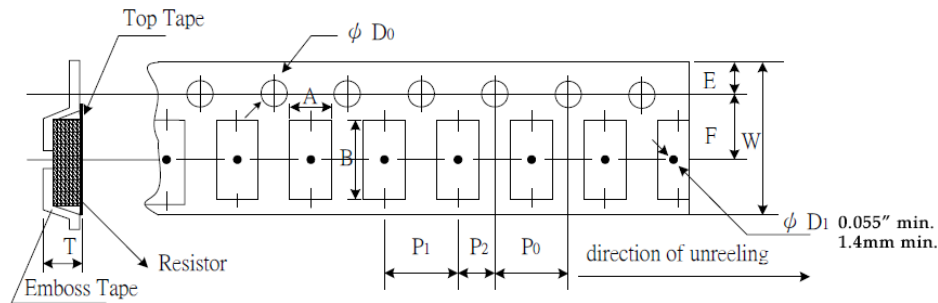 Top Tape
ϕ D0
A
E
F
W
B
ϕ D1 0.055" min.
1.4mm min.
T
P1
P2
P0
direction of unreeling
Resistor
Emboss Tape